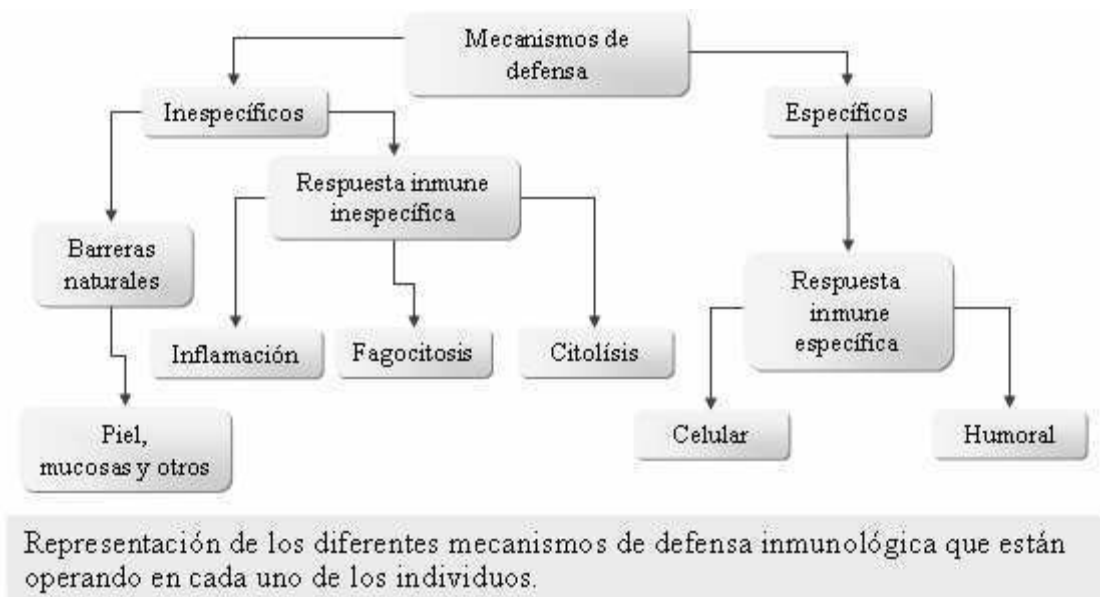 Mecanismos de
defensa
Inespecíficos
Específicos
Respuesta inmune
inespecífica
Barreras
naturales
Respuesta
inmune
específica
Inflamación
Fagocitosis
Citolísis
Piel,
mucosas y otros
Celular
Humoral
Representación de los diferentes mecanismos de defensa inmunológica que están
operando en cada uno de los individuos.